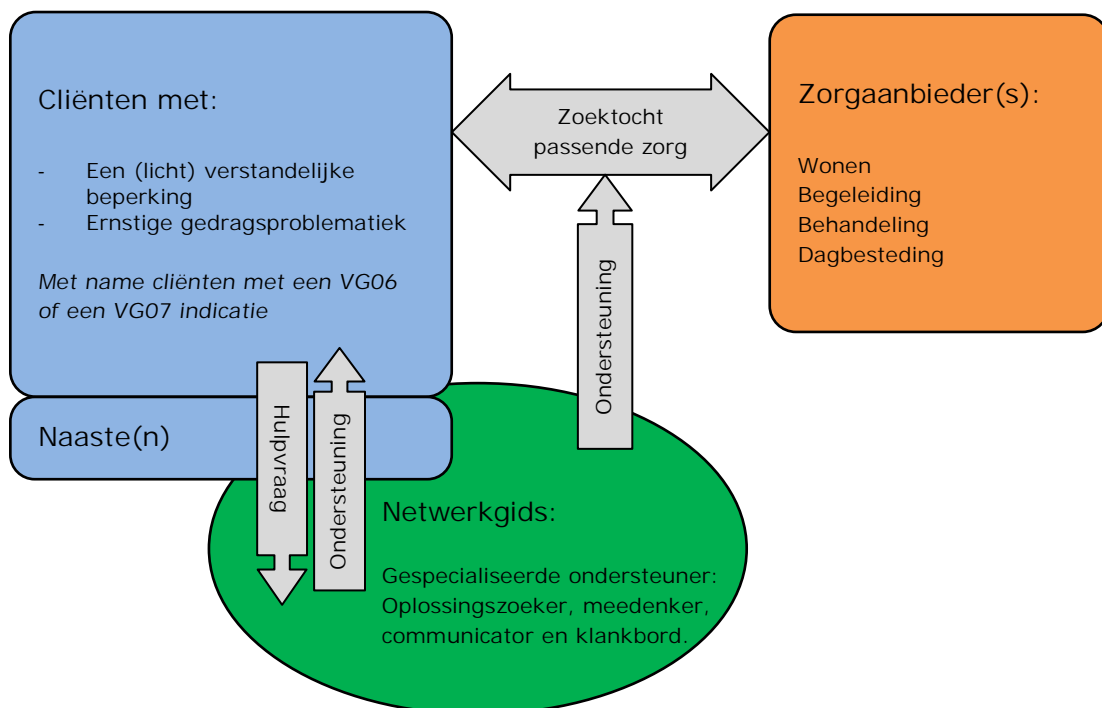 Cliënten met:
- Een (licht) verstandelijke
beperking
- Ernstige gedragsproblematiek
Met name cliënten met een VG06
of een VG07 indicatie
Naaste(n)
Hulpvraag
Ondersteuning
Zoektocht
passende zorg
Ondersteuning
Zorgaanbieder(s):
Wonen
Begeleiding
Behandeling
Dagbesteding
Netwerkgids:
Gespecialiseerde ondersteuner:
Oplossingszoeker, meedenker,
communicator en klankbord.